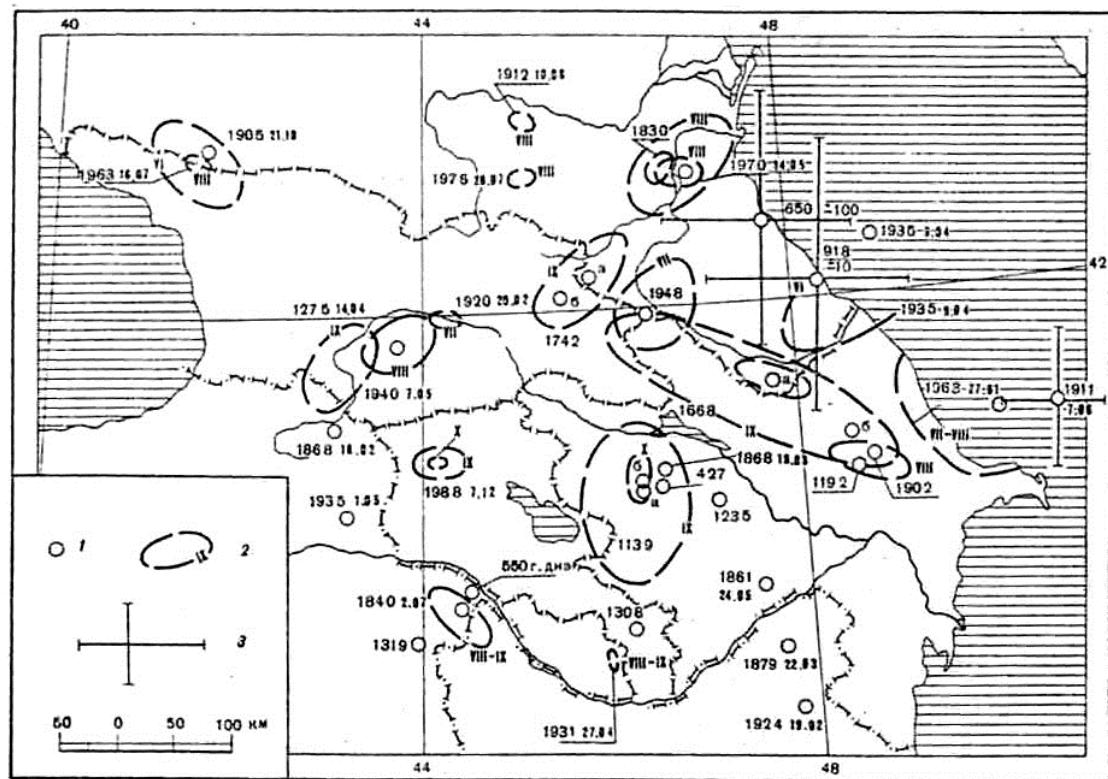 40
44
48
1912 10,06
VIII
1905 21,10
VI
1963 16,07
VIII
1830
VIII
VIII
1970 14,05
1976 28,07
VIII
650 ±100
1935-9,04
918 ±10
42
IX
а
б
VII
1948
VI
1275 14,04
1920 20,02
1742
1935-9,04
IX
VII
VIII
1940 7,05
а
1963-27,01
1911
-7,06
1668
IX
VII-VIII
1868 18,02
X
IX
1988 7,12
X
б
а
1868 18,03
427
б
VIII
1192
1902
1935 1,05
1235
IX
1139
1
2
IX
550 г. днэ
1861
24,05
1840 2,07
1308
3
1319
VIII-IX
VIII-IX
1879 22,03
50 0 50 100 км
1931 27,04
1924 19,02
44
48